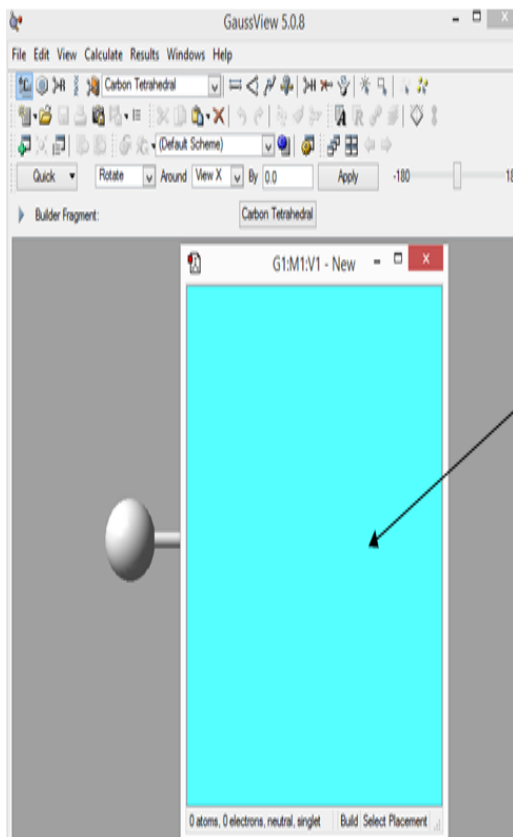 GaussView 5.0.8
File Edit View Calculate Results Windows Help
Carbon Tetrahedral
(Default Scheme)
Quick Rotate Around View X By 0.0 Apply -180
Builder Fragment: Carbon Tetrahedral
G1:M1:V1 - New
0 atoms, 0 electrons, neutral, singlet Build Select Placement